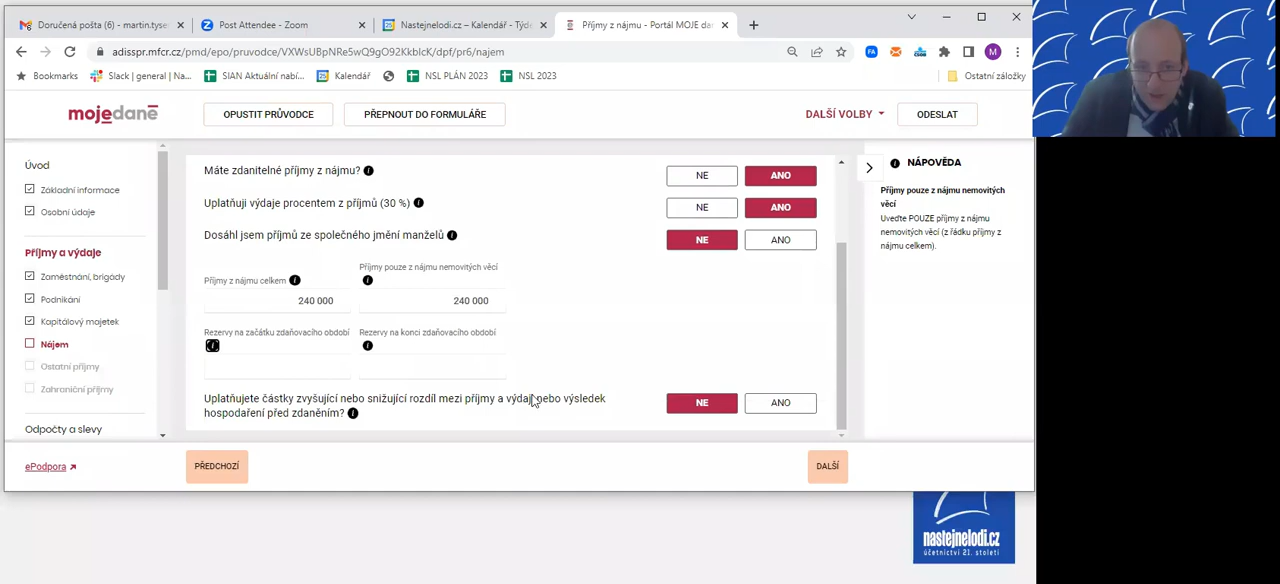 Doručená pošta (6) - martin.tyse
Post Attendee - Zoom
Nastejnelodi.cz – Kalendář - Týde
Příjmy z nájmu - Portál MOJE da
adisspr.mfcr.cz/pmd/epo/pruvodce/VXWsUBpNRe5wQ9gO92KkblcK/dpf/pr6/najem
Bookmarks
Slack | general | Na...
SIAN Aktuální nabí...
Kalendář
NSL PLÁN 2023
NSL 2023
Ostatní záložky
mojedaně
OPUSTIT PRŮVODCE
PŘEPNOUT DO FORMULÁŘE
DALŠÍ VOLBY
ODESLAT
Úvod
Základní informace
Osobní údaje
Příjmy a výdaje
Zaměstnání, brigády
Podnikání
Kapitálový majetek
Nájem
Ostatní příjmy
Zahraniční příjmy
Odpočty a slevy
ePodpora
Máte zdanitelné příjmy z nájmu?
NE
ANO
Uplatňuji výdaje procentem z příjmů (30 %)
NE
ANO
Dosáhl jsem příjmů ze společného jmění manželů
NE
ANO
Příjmy z nájmu celkem
Příjmy pouze z nájmu nemovitých věcí
240 000
240 000
Rezervy na začátku zdaňovacího období
Rezervy na konci zdaňovacího období
Uplatňujete částky zvyšující nebo snižující rozdíl mezi příjmy a výdaji nebo výsledek
hospodaření před zdaněním?
NE
ANO
PŘEDCHOZÍ
DALŠÍ
NÁPOVĚDA
Příjmy pouze z nájmu nemovitých
věcí
Uveďte POUZE příjmy z nájmu
nemovitých věcí (z řádku příjmy z
nájmu celkem).
nastejnelodi.cz
účetnictví 21. století